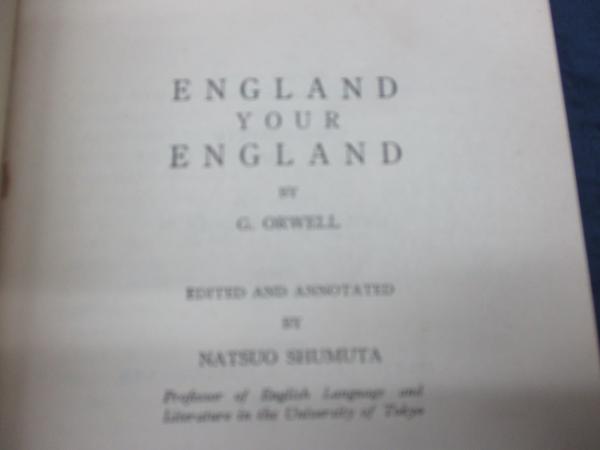 ENGLAND
YOUR
ENGLAND
BY
G. ORWELL
EDITED AND ANNOTATED
BY
NATSUO SHUMUTA
Professor of English Language and
Literature in the University of Tokyo